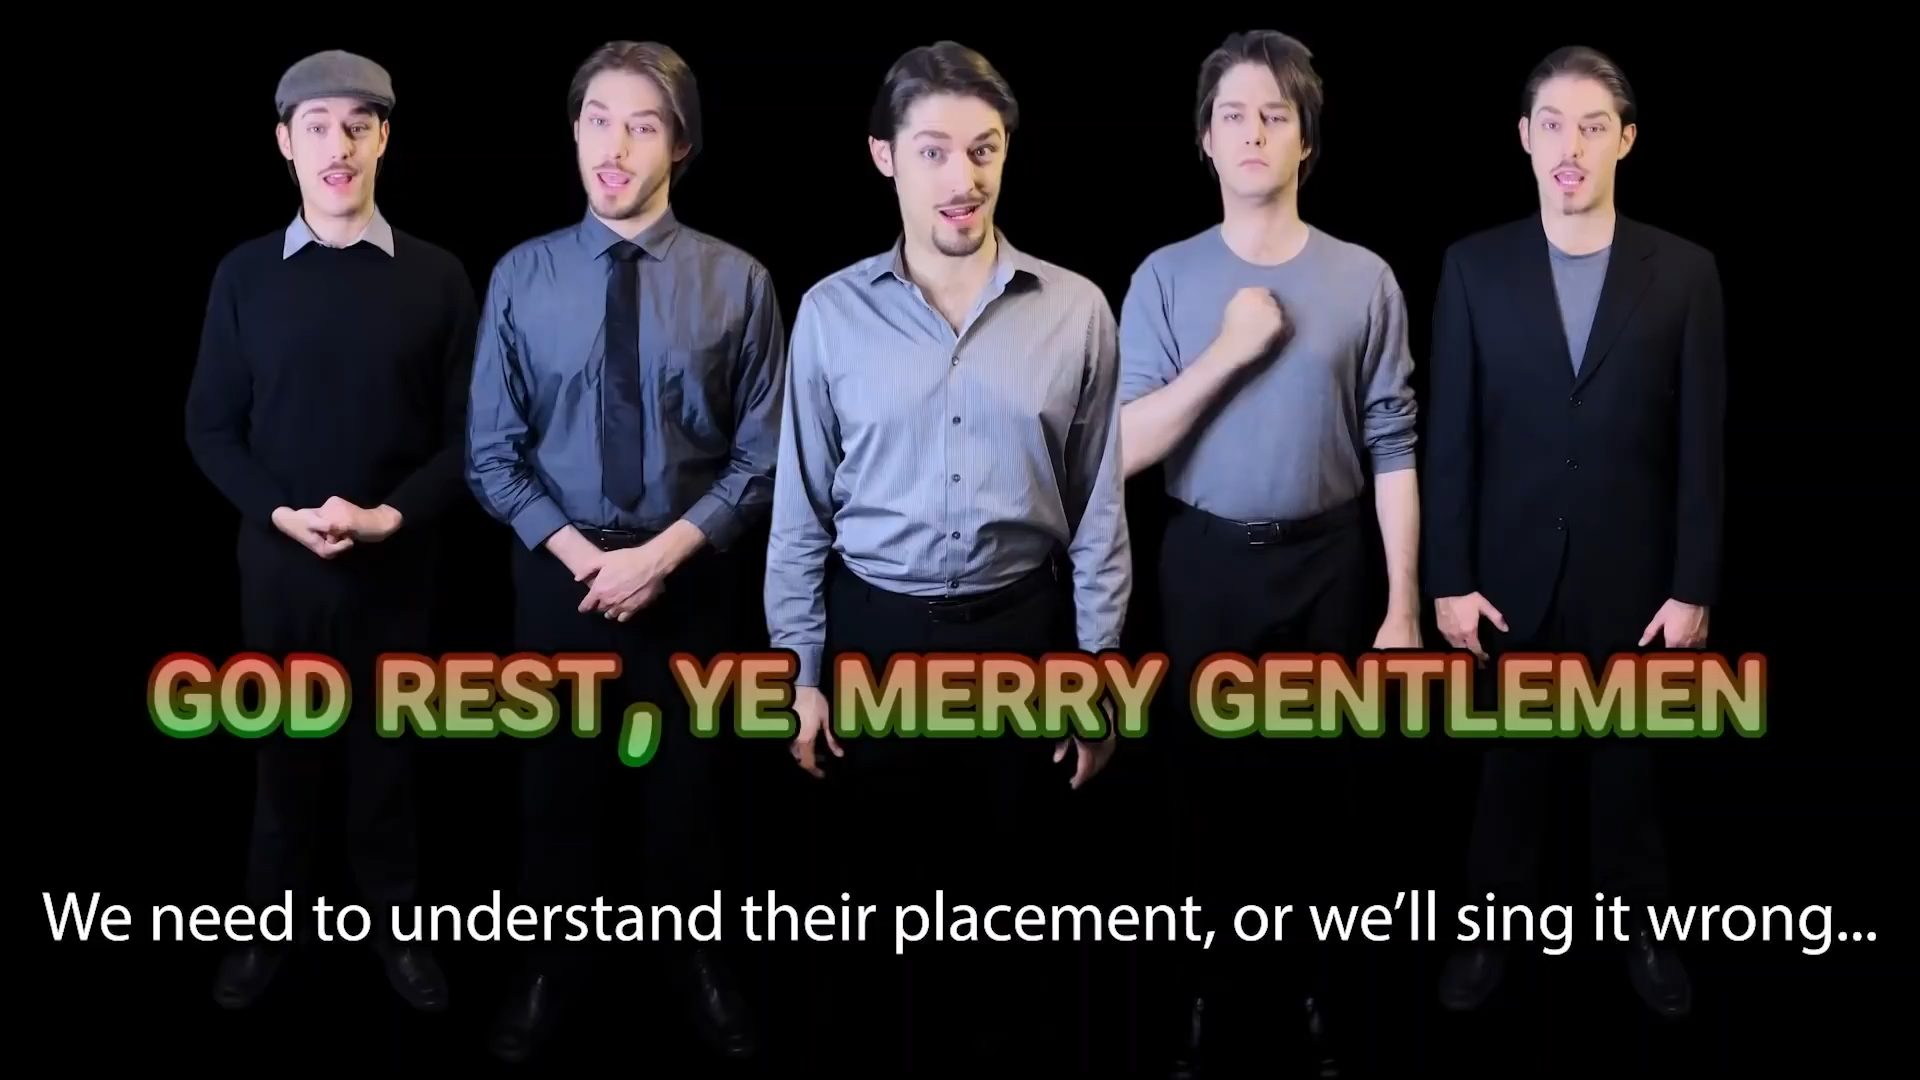 GOD REST, YE MERRY GENTLEMEN
We need to understand their placement, or we’ll sing it wrong...